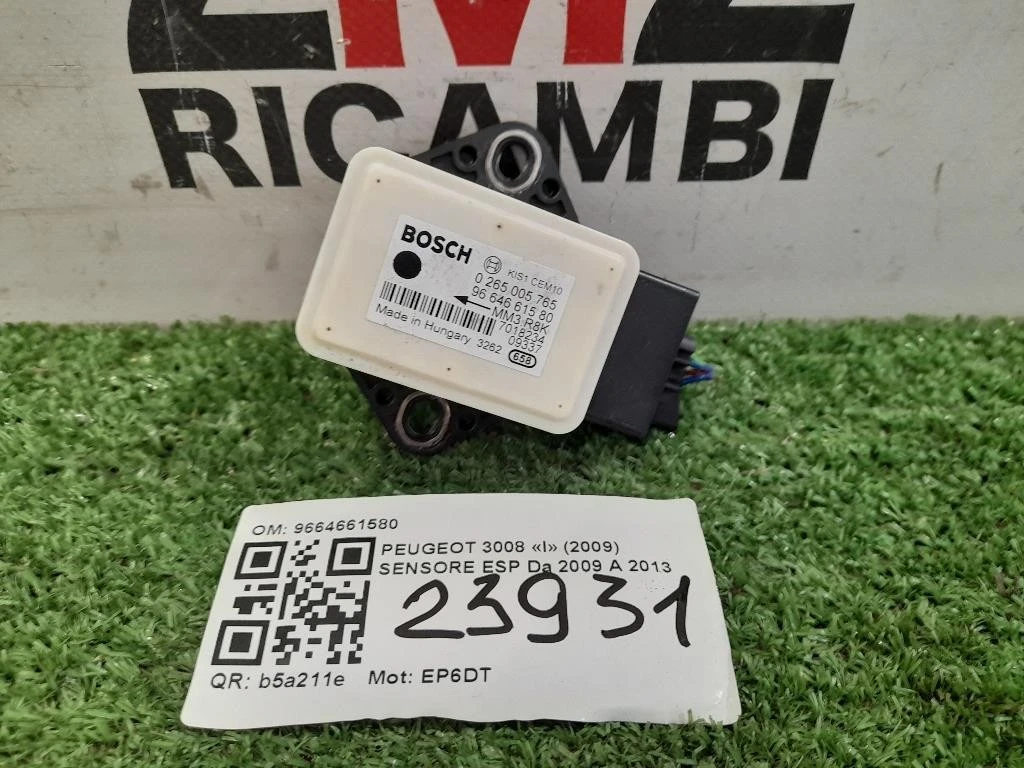 2M2
RICAMBI
BOSCH
KIS1 CEM10
0 265 005 765
96 646 615 80
MM3.R8K
7018234
09337
Made in Hungary 3262
658
OM: 9664661580
PEUGEOT 3008 «I» (2009)
SENSORE ESP Da 2009 A 2013
23931
QR: b5a211e Mot: EP6DT